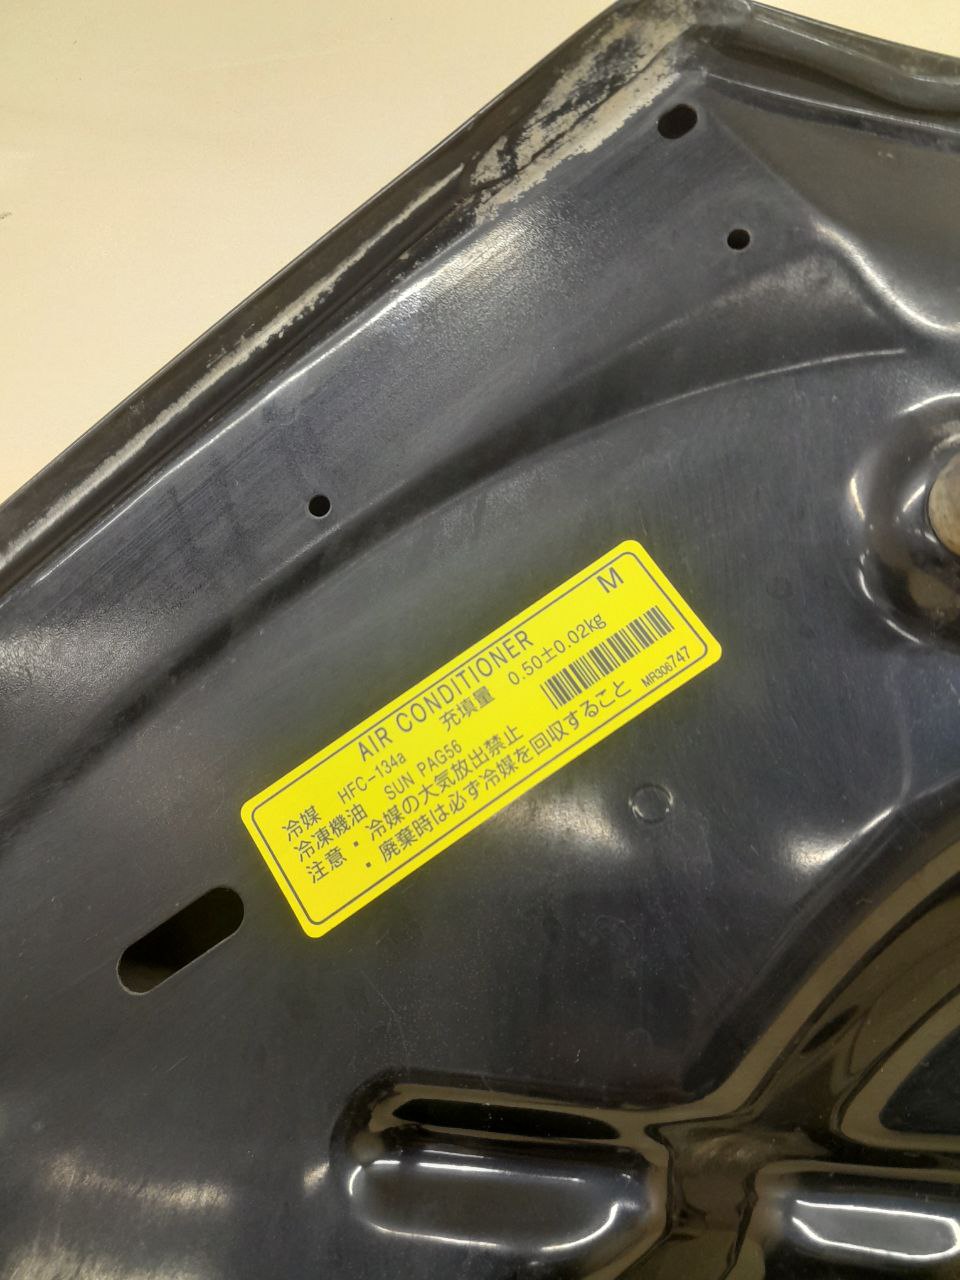 AIR CONDITIONER M
冷媒 HFC-134a 充填量 0.50±0.02kg
冷凍機油 SUN PAG56
注意・冷媒の大気放出禁止
・廃棄時は必ず冷媒を回収すること
MR306747